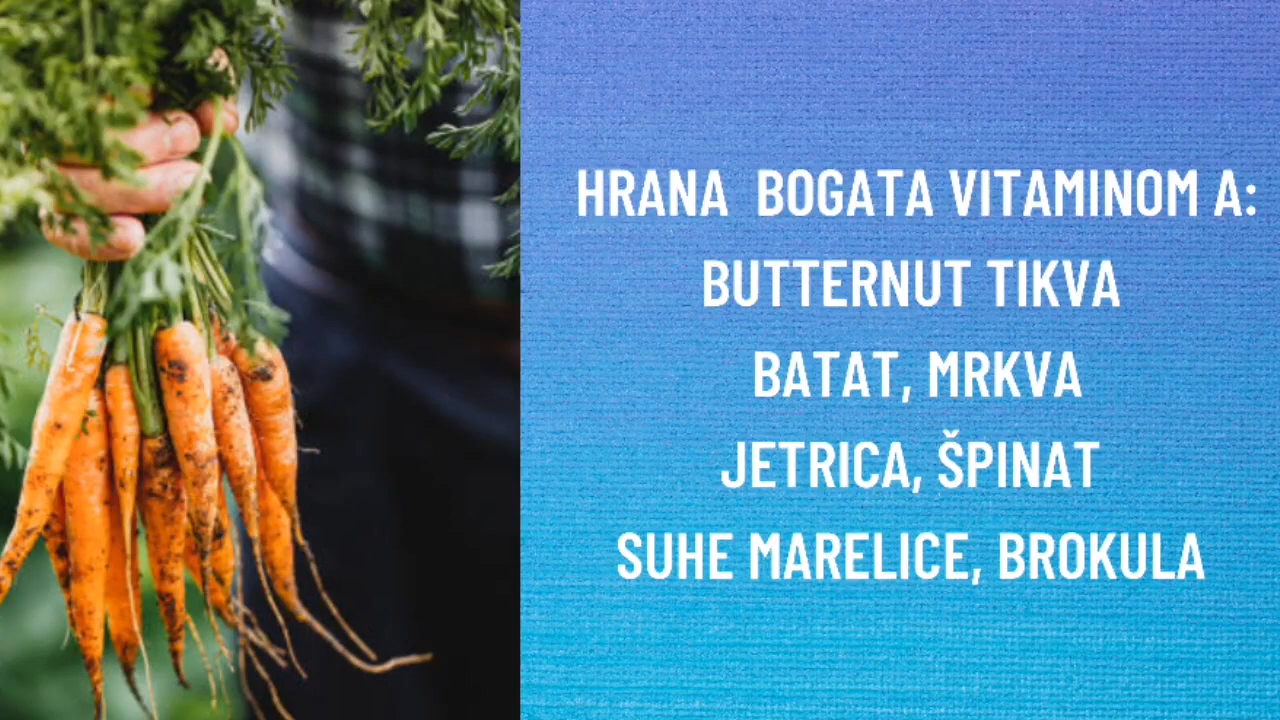 HRANA BOGATA VITAMINOM A:
BUTTERNUT TIKVA
BATAT, MRKVA
JETRICA, ŠPINAT
SUHE MARELICE, BROKULA